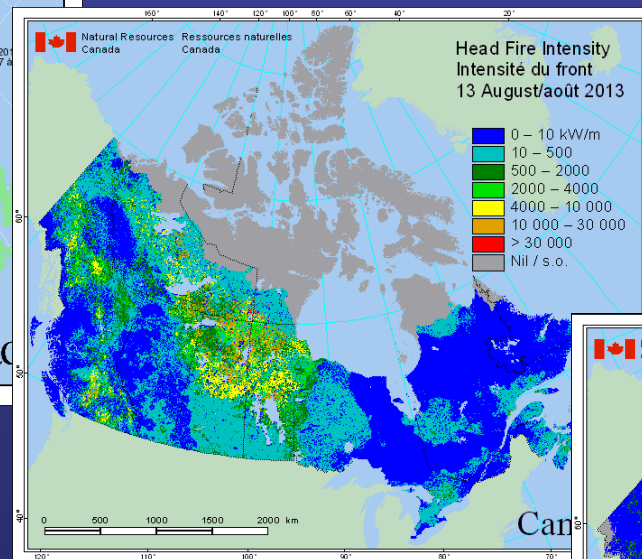 160° 140° 120° 100° 80° 60° 40° 20°
Natural Resources Ressources naturelles
Canada Canada
201
7 à
Head Fire Intensity
Intensité du front
13 August/août 2013
0 – 10 kW/m
10 – 500
500 – 2000
2000 – 4000
4000 – 10 000
10 000 – 30 000
> 30 000
Nil / s.o.
60°
50°
40°
0 500 1000 1500 2000 km
Can
60°
120° 110° 100° 90° 80° 70°